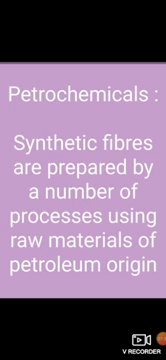 Petrochemicals :
Synthetic fibres
are prepared by
a number of
processes using
raw materials of
petroleum origin
V RECORDER